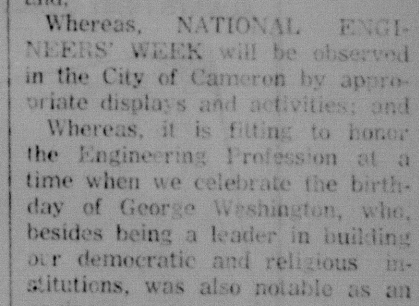 end,
Whereas, NATIONAL ENGI-
NEERS' WEEK will be observed
in the City of Cameron by appro-
priate displays and activities; and
Whereas, it is fitting to honor
the Engineering Profession at a
time when we celebrate the birth-
day of George Washington, who,
besides being a leader in building
our democratic and religious in-
stitutions, was also notable as an